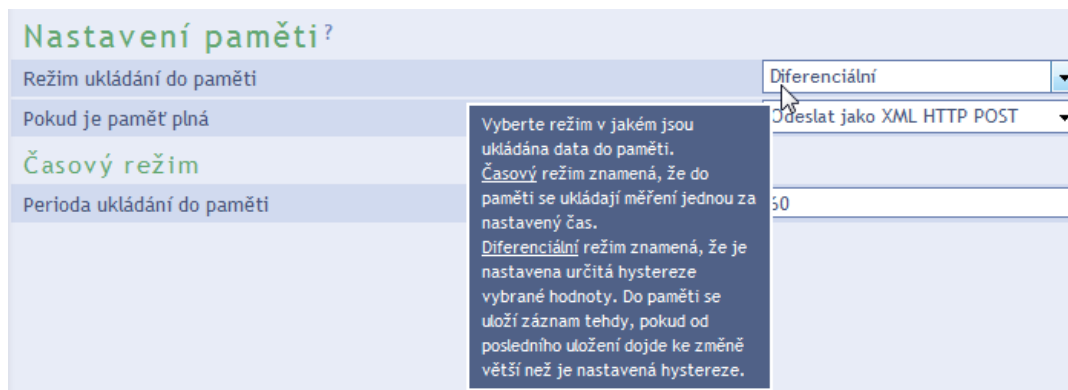 Nastavení paměti?
Režim ukládání do paměti
Diferenciální
Pokud je paměť plná
Odeslat jako XML HTTP POST
Časový režim
Perioda ukládání do paměti
60
Vyberte režim v jakém jsou
ukládána data do paměti.
Časový režim znamená, že do
paměti se ukládají měření jednou za
nastavený čas.
Diferenciální režim znamená, že je
nastavena určitá hystereze
vybrané hodnoty. Do paměti se
uloží záznam tehdy, pokud od
posledního uložení dojde ke změně
větší než je nastavená hystereze.